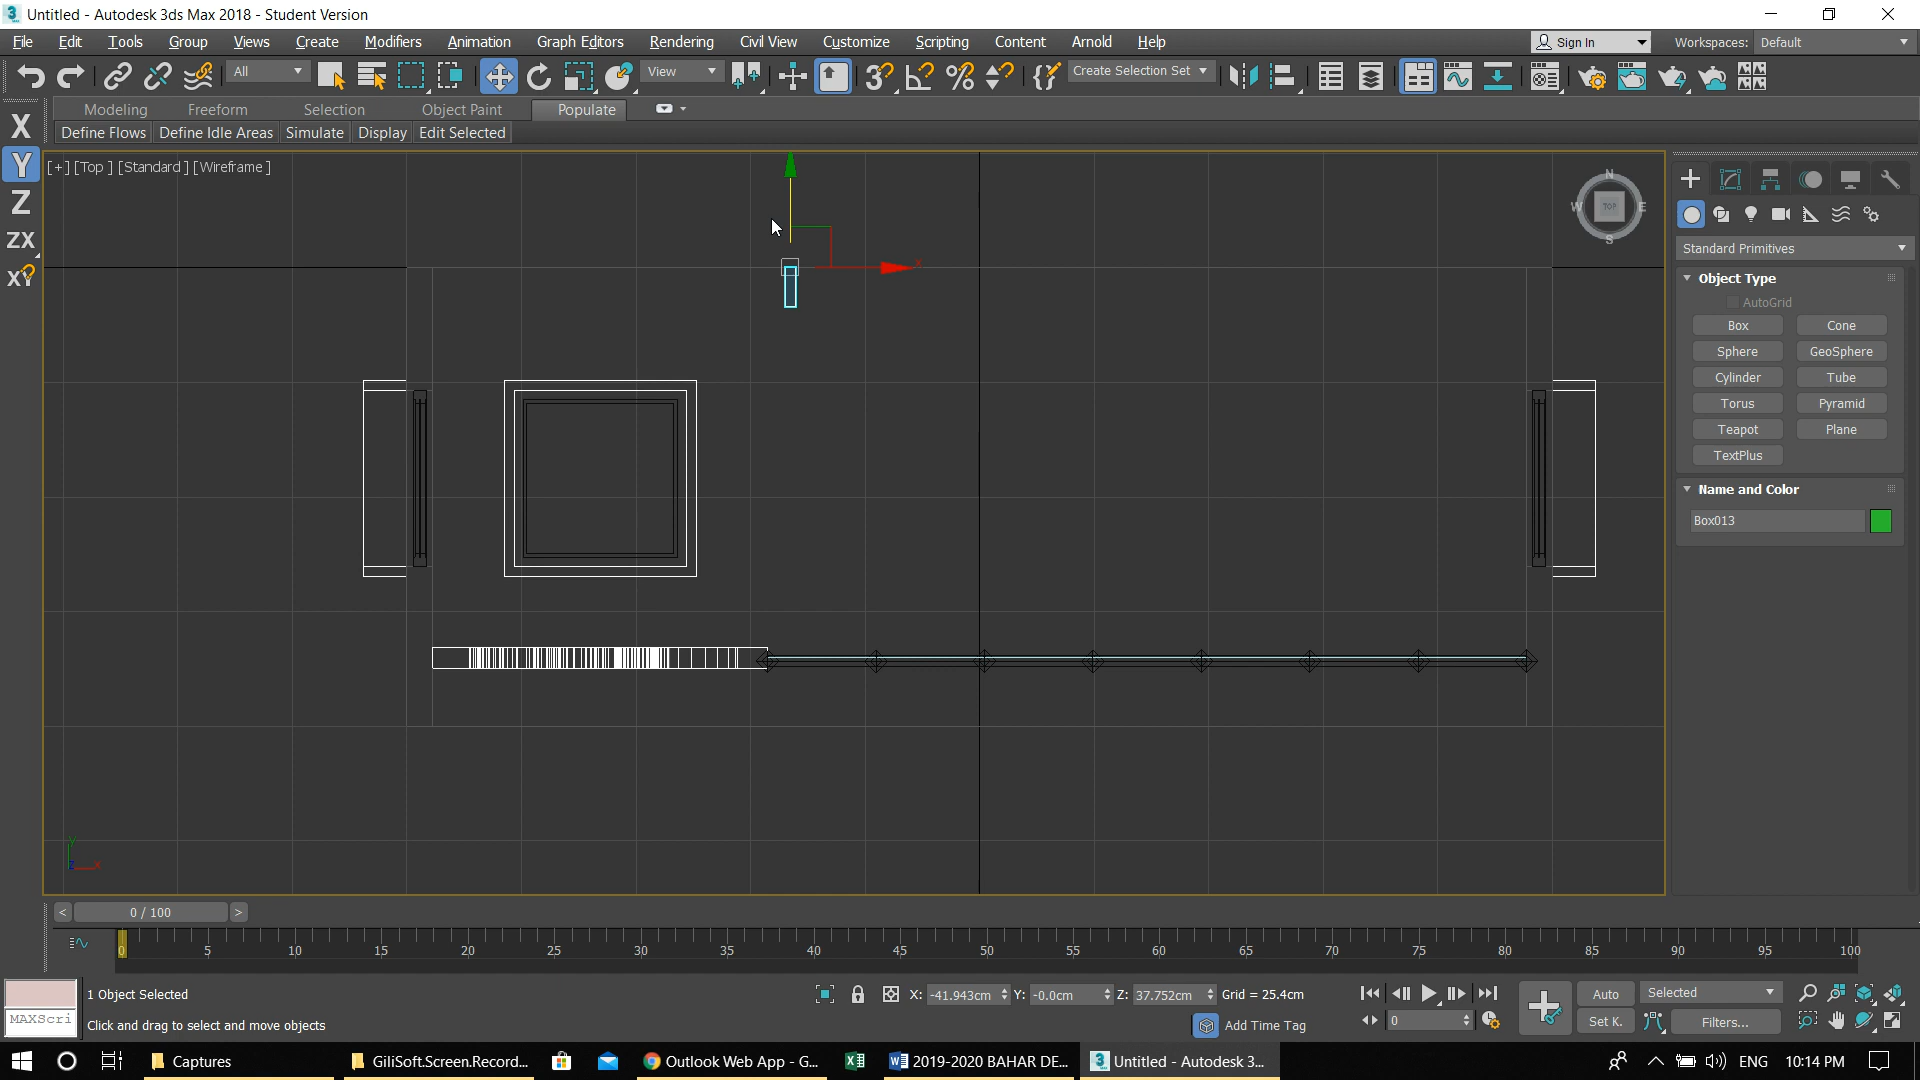 Untitled - Autodesk 3ds Max 2018 - Student Version
File Edit Tools Group Views Create Modifiers Animation Graph Editors Rendering Civil View Customize Scripting Content Arnold Help Sign In Workspaces: Default
All View Create Selection Set
Modeling Freeform Selection Object Paint Populate
Define Flows Define Idle Areas Simulate Display Edit Selected
X
Y
Z
ZX
XY
[+] [Top ] [Standard ] [Wireframe ]
N
W TOP E
S
x
Standard Primitives
Object Type
AutoGrid
Box Cone
Sphere GeoSphere
Cylinder Tube
Torus Pyramid
Teapot Plane
TextPlus
Name and Color
Box013
y
z x
< 0 / 100 >
0 5 10 15 20 25 30 35 40 45 50 55 60 65 70 75 80 85 90 95 100
1 Object Selected X: -41.943cm Y: -0.0cm Z: 37.752cm Grid = 25.4cm Auto Selected
MAXScri Click and drag to select and move objects Add Time Tag 0 Set K. Filters...
Captures GiliSoft.Screen.Record... Outlook Web App - G... 2019-2020 BAHAR DE... Untitled - Autodesk 3... ENG 10:14 PM